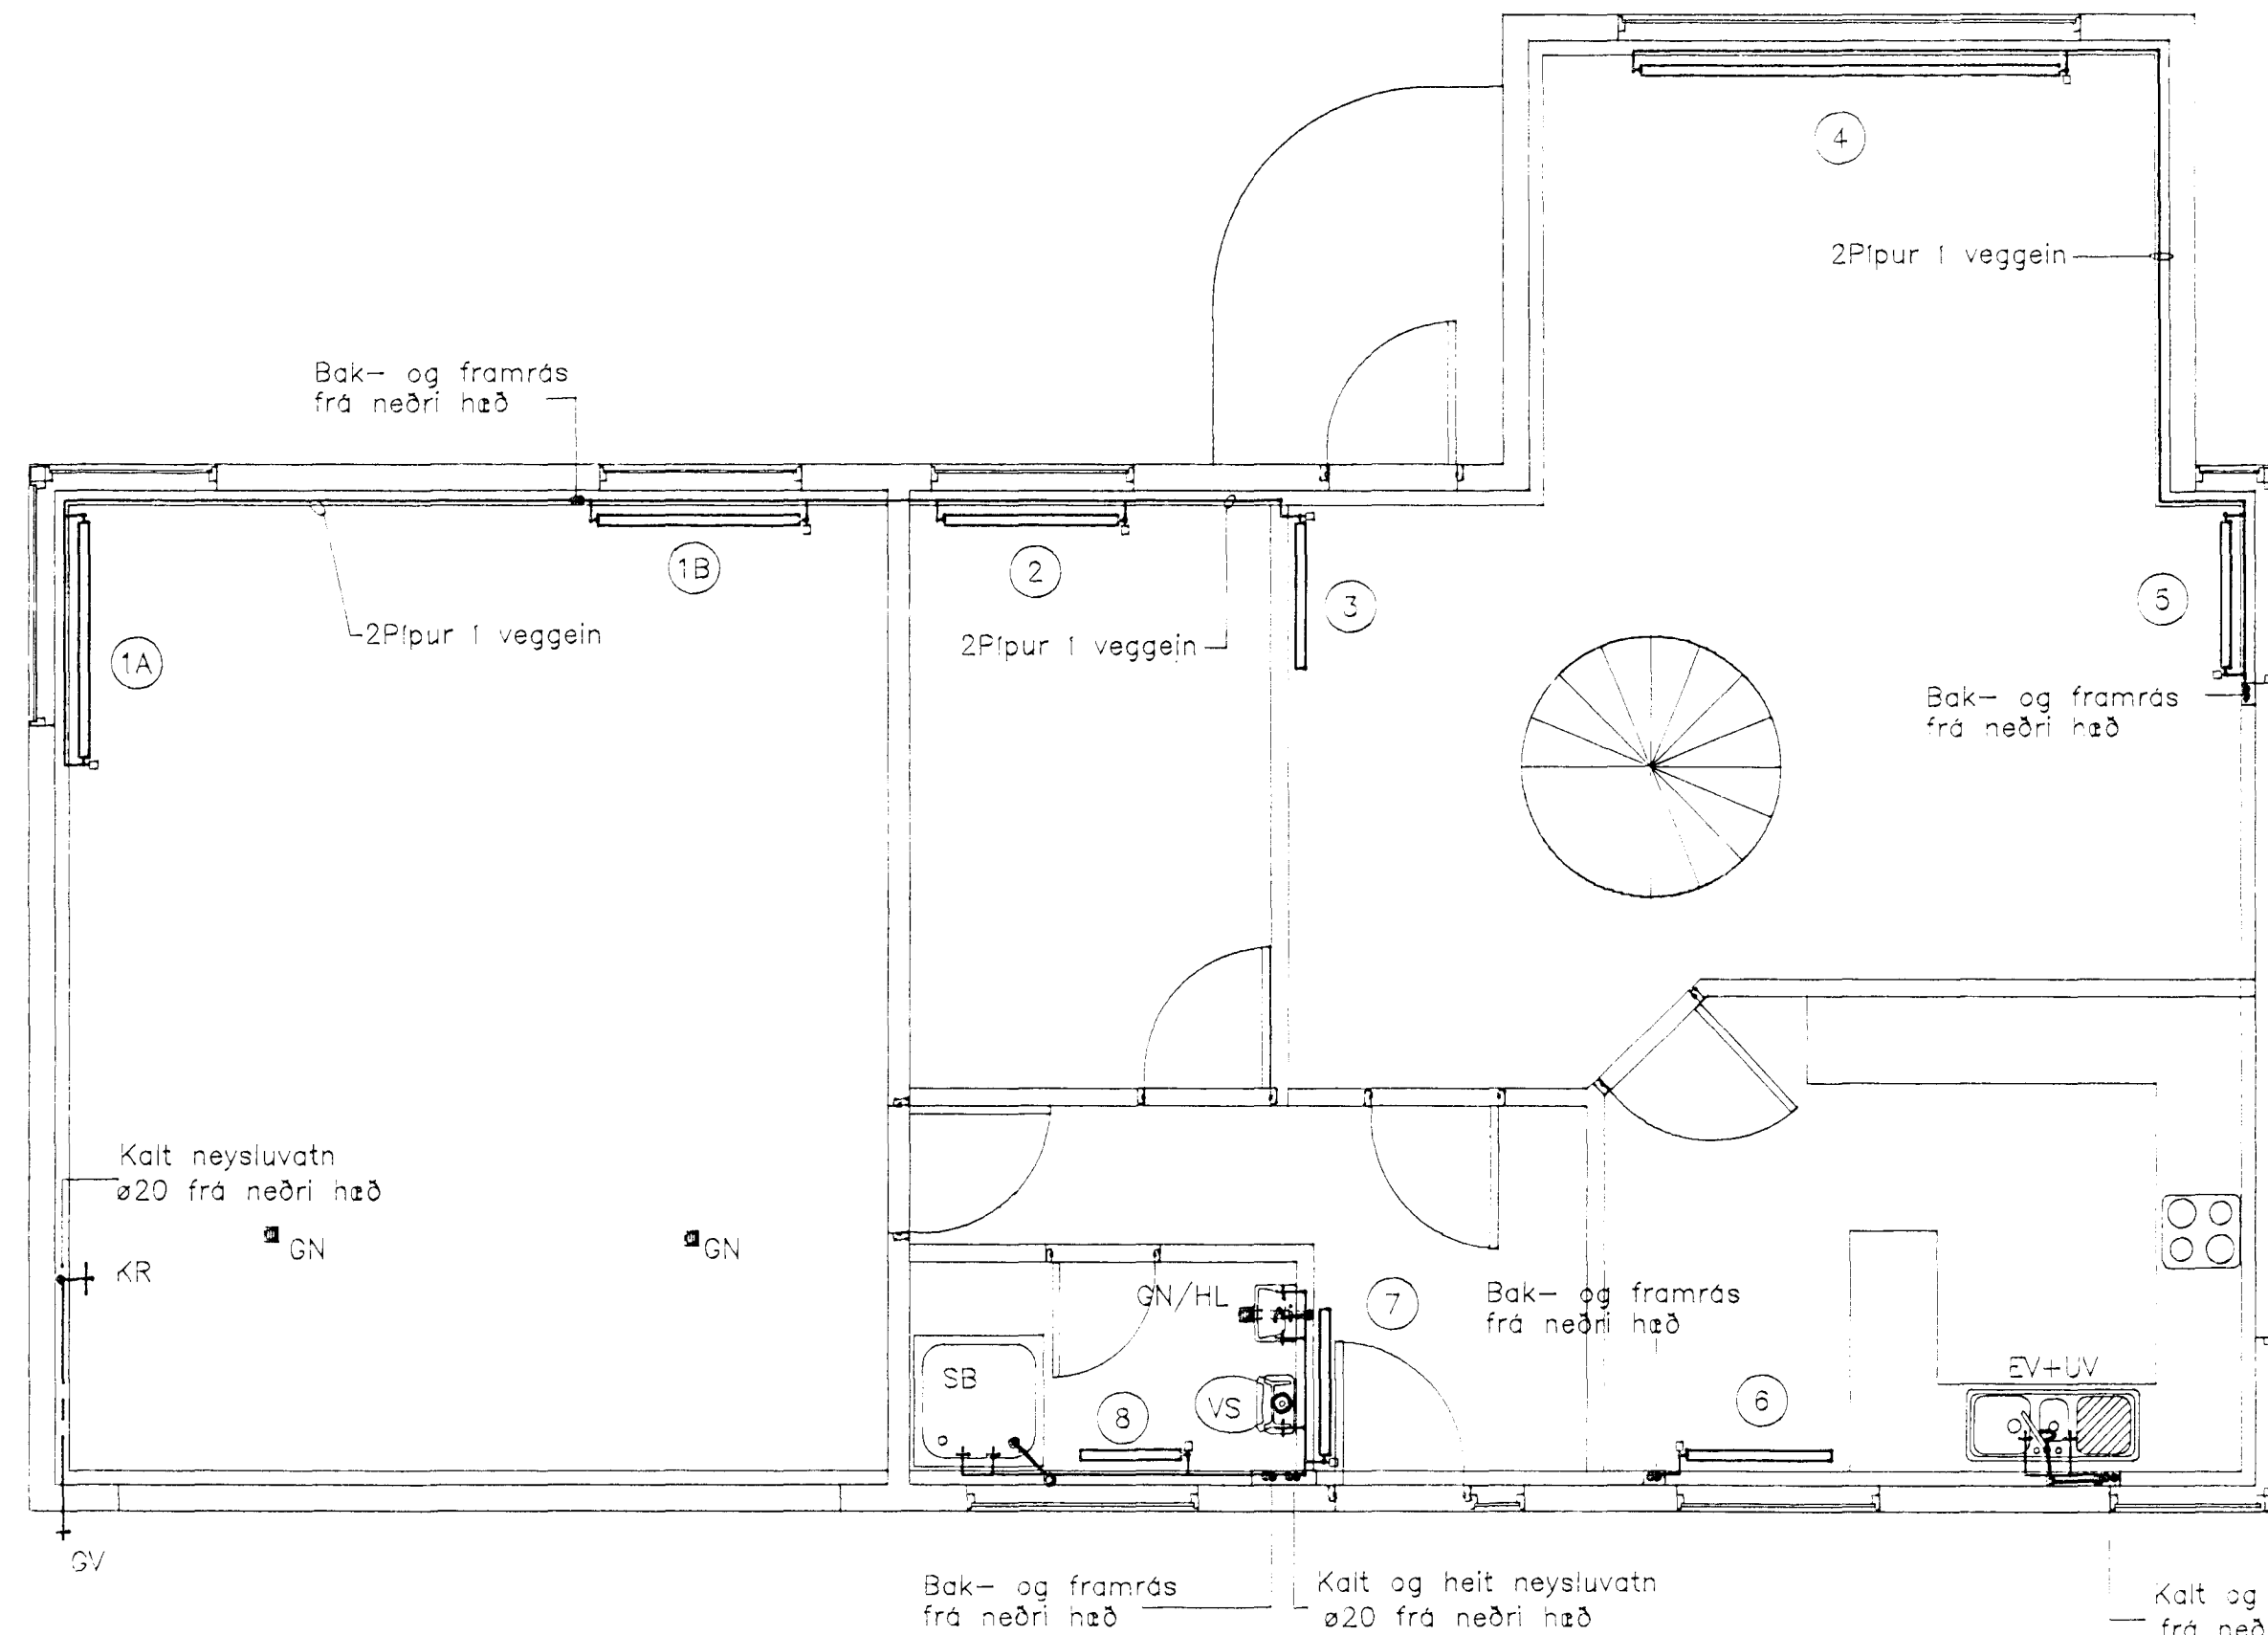 4
2Pípur í veggein
Bak- og framrás
frá neðri hæð
1B
2
3
5
2Pípur í veggein
2Pípur í veggein
1A
Bak- og framrás
frá neðri hæð
Kalt neysluvatn
ø20 frá neðri hæð
GN
GN
KR
GN/HL
7
Bak- og framrás
frá neðri hæð
SB
VS
8
6
EV+UV
GV
Bak- og framrás
frá neðri hæð
Kalt og heit neysluvatn
ø20 frá neðri hæð
Kalt og
frá neð